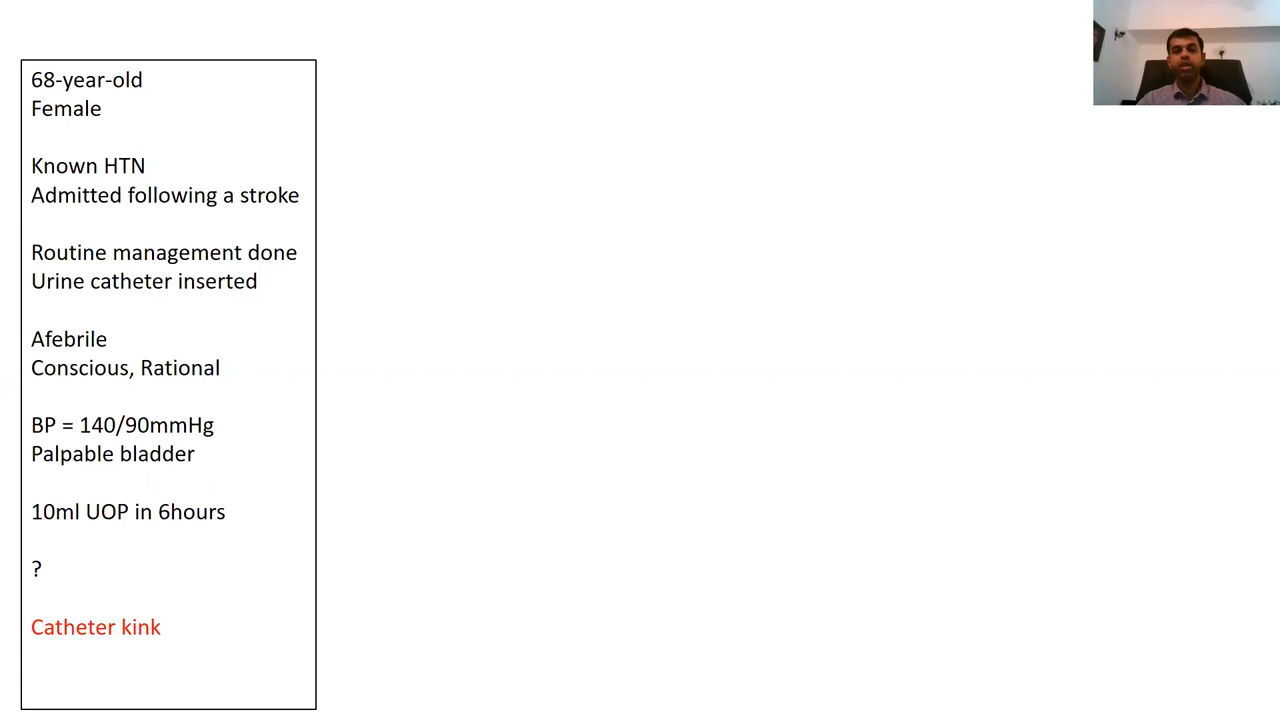 68-year-old
Female
Known HTN
Admitted following a stroke
Routine management done
Urine catheter inserted
Afebrile
Conscious, Rational
BP = 140/90mmHg
Palpable bladder
10ml UOP in 6hours
?
Catheter kink